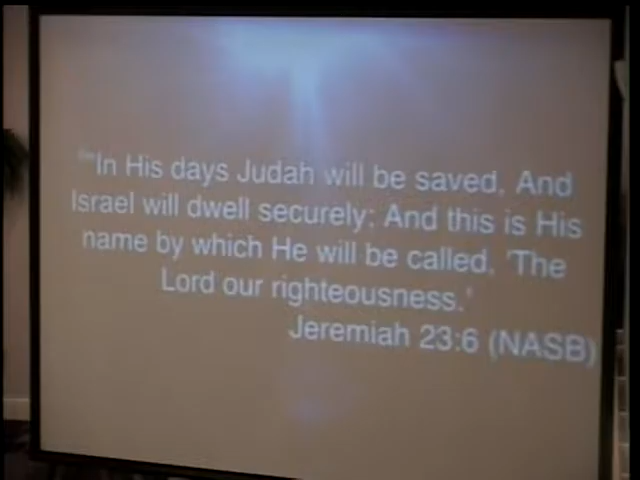 "In His days Judah will be saved, And
Israel will dwell securely; And this is His
name by which He will be called, 'The
Lord our righteousness.'
Jeremiah 23:6 (NASB)